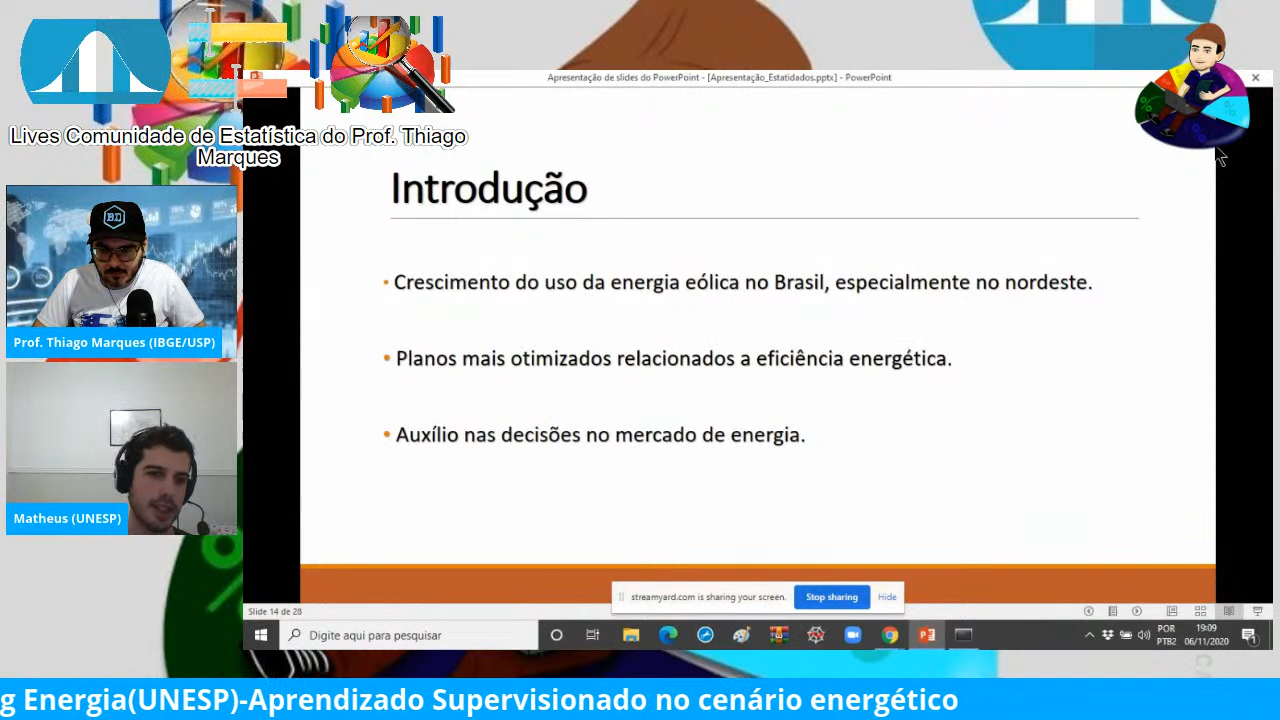 Apresentação de slides do PowerPoint - [Apresentação_Estatidados.pptx] - PowerPoint
Lives Comunidade de Estatística do Prof. Thiago
Marques
Introdução
• Crescimento do uso da energia eólica no Brasil, especialmente no nordeste.
• Planos mais otimizados relacionados a eficiência energética.
• Auxílio nas decisões no mercado de energia.
BD
Prof. Thiago Marques (IBGE/USP)
Matheus (UNESP)
streamyard.com is sharing your screen.
Stop sharing
Hide
Slide 14 de 28
Digite aqui para pesquisar
POR
PTB2
19:09
06/11/2020
g Energia(UNESP)-Aprendizado Supervisionado no cenário energético